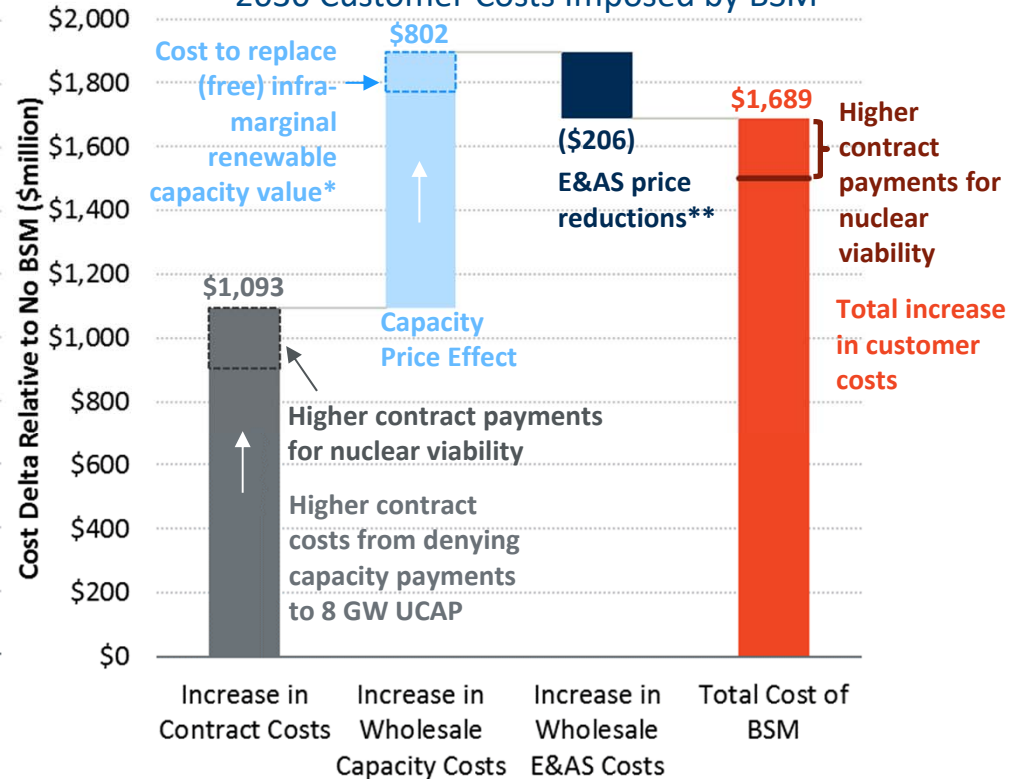 2030 Customer Costs Imposed by BSM
Cost Delta Relative to No BSM ($million)
$2,000
$1,800
$1,600
$1,400
$1,200
$1,000
$800
$600
$400
$200
$0
$1,093
Higher contract payments
for nuclear viability
Higher contract
costs from denying
capacity payments
to 8 GW UCAP
Cost to replace
(free) infra-
marginal
renewable
capacity value*
$802
Capacity
Price Effect
($206)
E&AS price
reductions**
$1,689
Higher
contract
payments for
nuclear
viability
Total increase
in customer
costs
Increase in
Contract Costs
Increase in
Wholesale
Capacity Costs
Increase in
Wholesale
E&AS Costs
Total Cost of
BSM